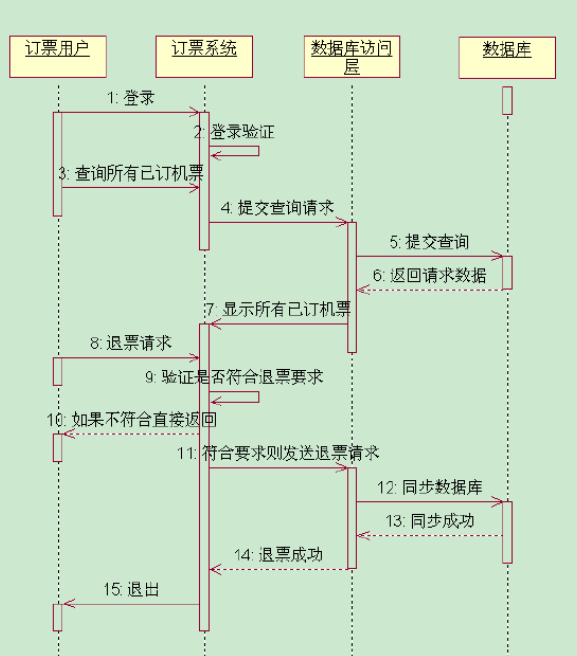 订票用户
订票系统
数据库访问
层
数据库
1: 登录
2: 登录验证
3: 查询所有已订机票
4: 提交查询请求
5: 提交查询
6: 返回请求数据
7: 显示所有已订机票
8: 退票请求
9: 验证是否符合退票要求
10: 如果不符合直接返回
11: 符合要求则发送退票请求
12: 同步数据库
13: 同步成功
14: 退票成功
15: 退出